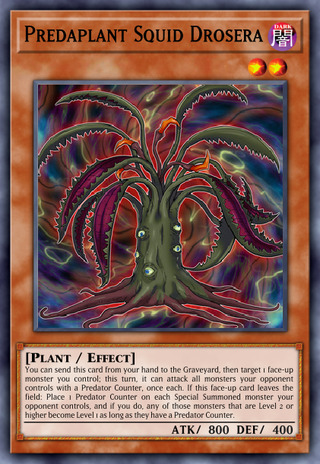 Predaplant Squid Drosera
DARK
闇
[Plant / Effect]
You can send this card from your hand to the Graveyard, then target 1 face-up
monster you control; this turn, it can attack all monsters your opponent
controls with a Predator Counter, once each. If this face-up card leaves the
field: Place 1 Predator Counter on each Special Summoned monster your
opponent controls, and if you do, any of those monsters that are Level 2 or
higher become Level 1 as long as they have a Predator Counter.
ATK/ 800 DEF/ 400